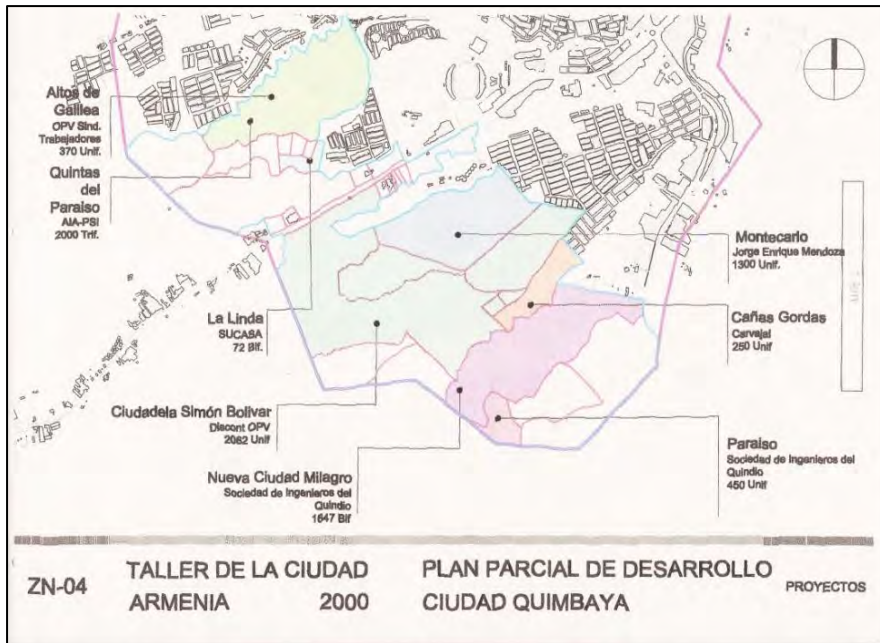 Altos de
Galilea
OPV Sind.
Trabajadores
370 Unif.
Quintas
del
Paraiso
AIA-PSI
2000 Trif.
La Linda
SUCASA
72 Bif.
Ciudadela Simón Bolivar
Discont OPV
2082 Unif
Nueva Ciudad Milagro
Sociedad de Ingenieros del
Quindio
1647 Bif
Montecarlo
Jorge Enrique Mendoza
1300 Unif.
Cañas Gordas
Carvajal
250 Unif
Paraiso
Sociedad de Ingenieros del
Quindio
450 Unif
ZN-04
TALLER DE LA CIUDAD
ARMENIA 2000
PLAN PARCIAL DE DESARROLLO
CIUDAD QUIMBAYA
PROYECTOS